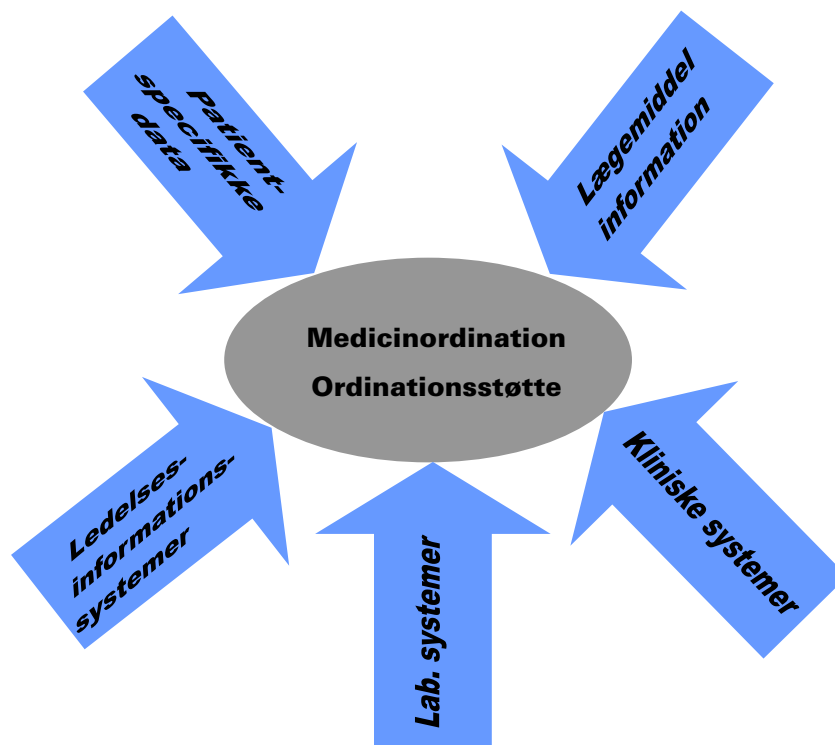 Patient-
specifikke
data
Lægemiddel
information
Medicinordination
Ordinationsstøtte
Ledelses-
informations-
systemer
Lab. systemer
Kliniske systemer